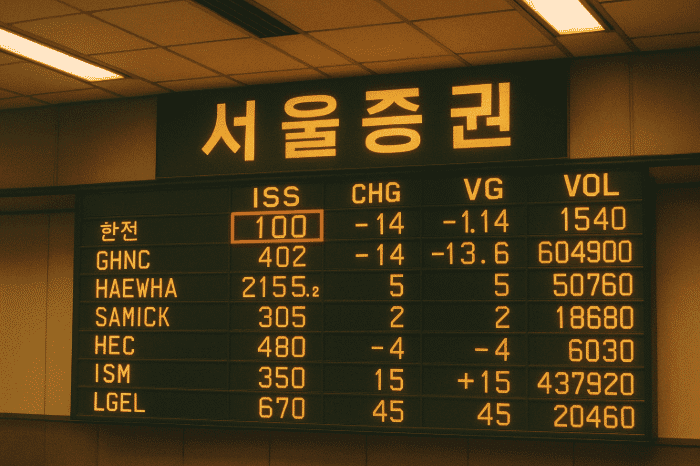 서울증권
ISS CHG VG VOL
한전 100 -14 -1.14 1540
GHNC 402 -14 -13.6 604900
HAEWHA 2155.2 5 5 50760
SAMICK 305 2 2 18680
HEC 480 -4 -4 6030
ISM 350 15 +15 437920
LGEL 670 45 45 20460